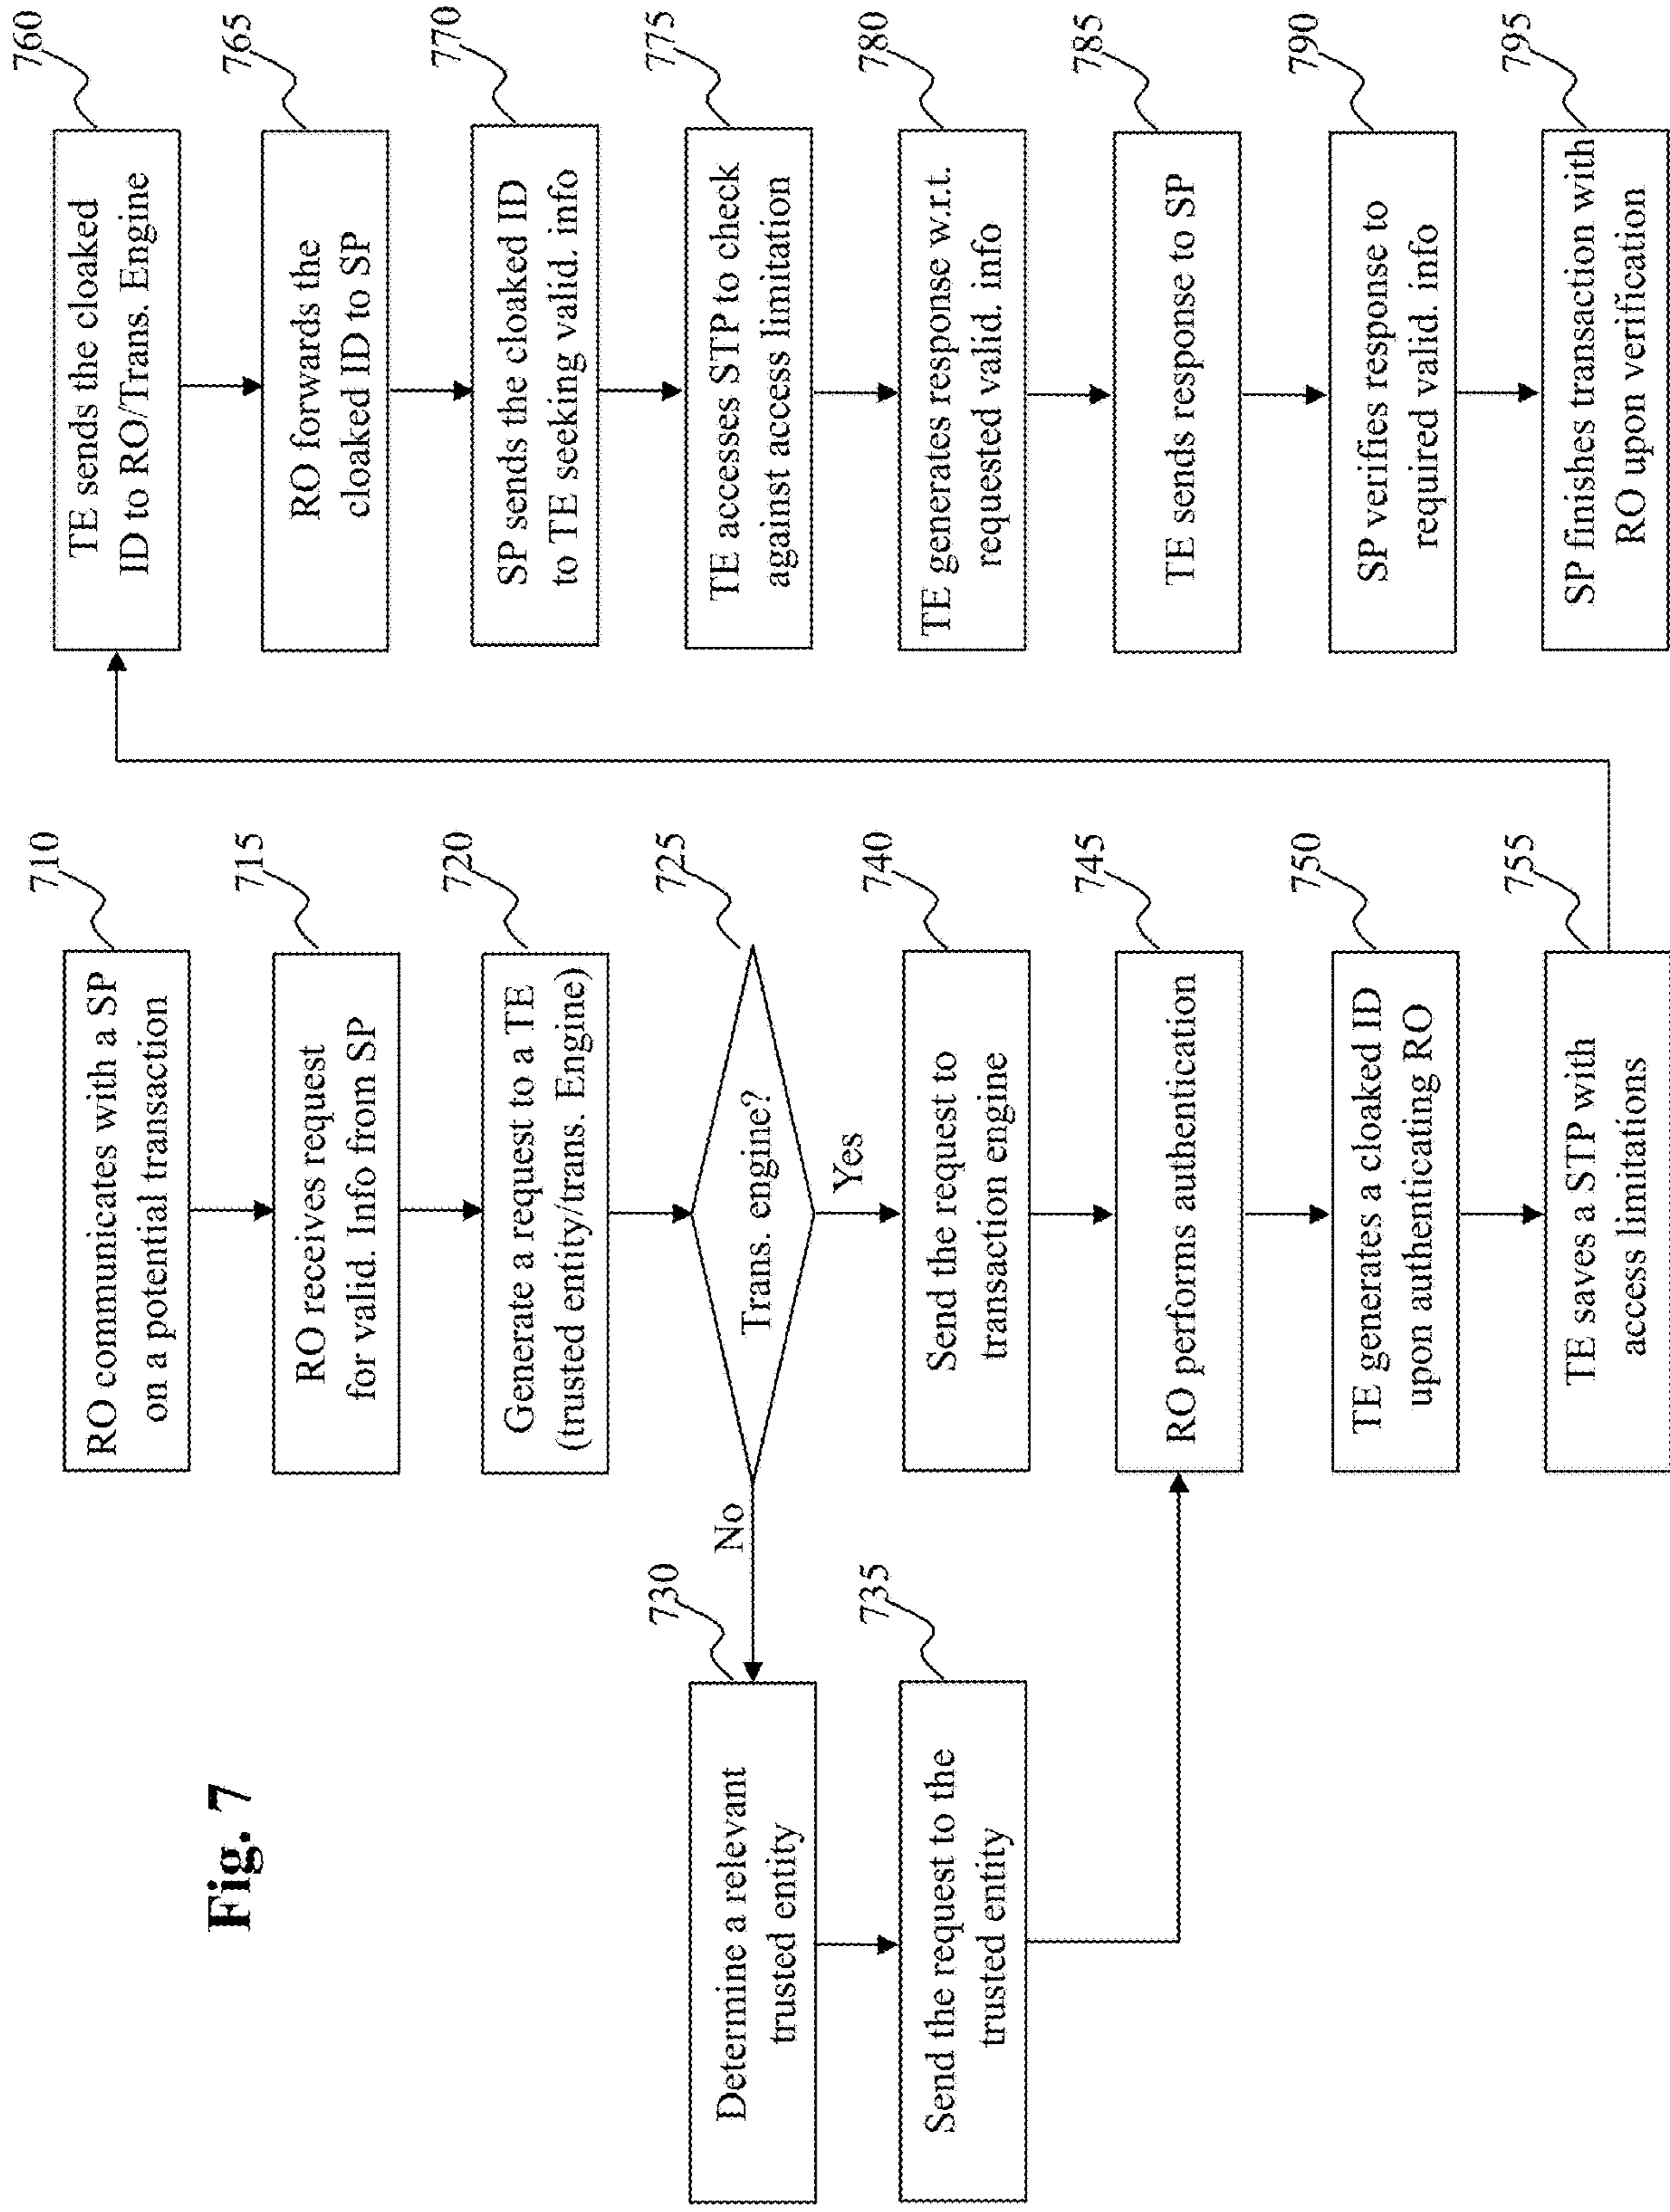 Fig. 7
710
RO communicates with a SP
on a potential transaction
715
RO receives request
for valid. Info from SP
720
Generate a request to a TE
(trusted entity/trans. Engine)
725
Trans. engine?
No
Yes
730
Determine a relevant
trusted entity
735
Send the request to the
trusted entity
740
Send the request to
transaction engine
745
RO performs authentication
750
TE generates a cloaked ID
upon authenticating RO
755
TE saves a STP with
access limitations
760
TE sends the cloaked
ID to RO/Trans. Engine
765
RO forwards the
cloaked ID to SP
770
SP sends the cloaked ID
to TE seeking valid. info
775
TE accesses STP to check
against access limitation
780
TE generates response w.r.t.
requested valid. info
785
TE sends response to SP
790
SP verifies response to
required valid. info
795
SP finishes transaction with
RO upon verification